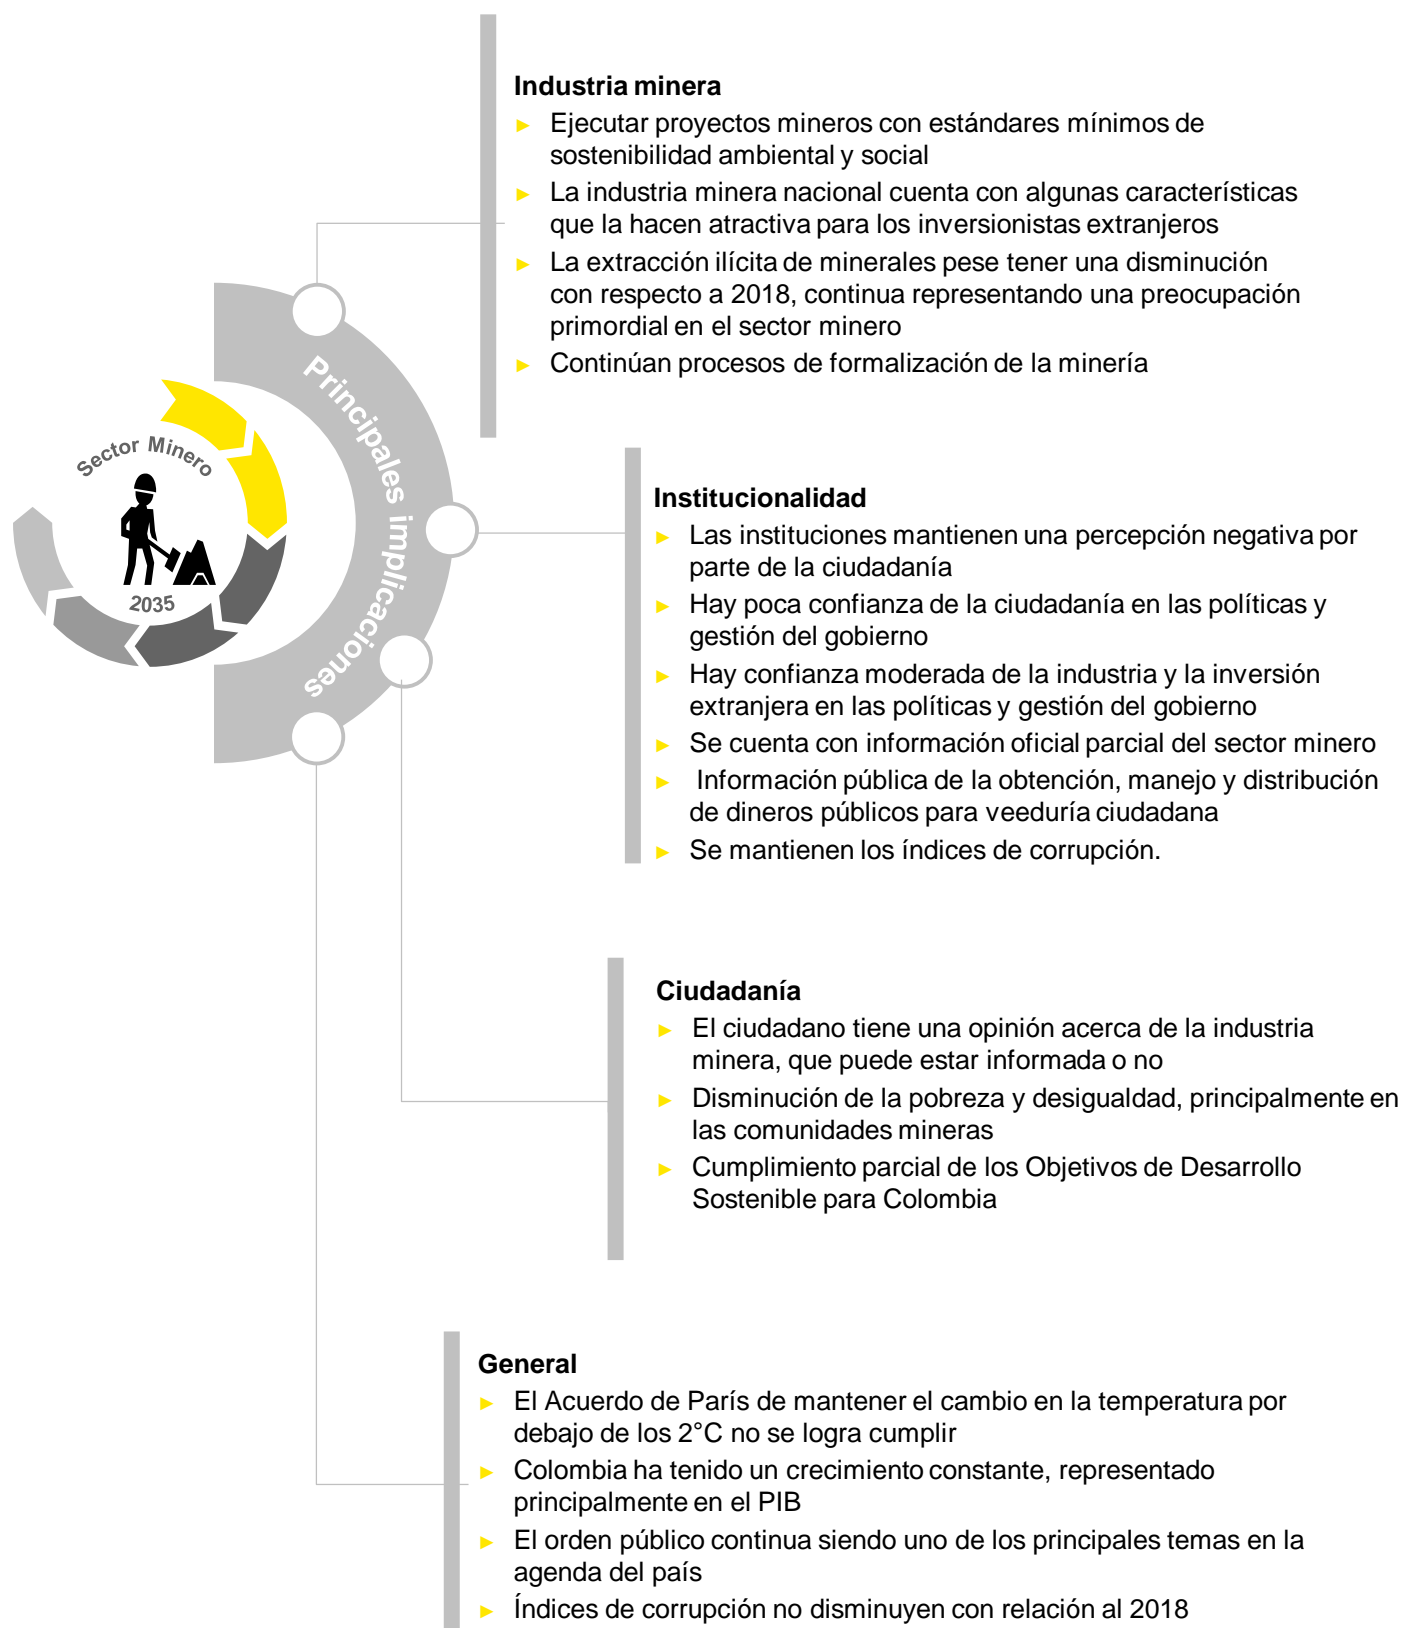 Industria minera
► Ejecutar proyectos mineros con estándares mínimos de
sostenibilidad ambiental y social
► La industria minera nacional cuenta con algunas características
que la hacen atractiva para los inversionistas extranjeros
► La extracción ilícita de minerales pese tener una disminución
con respecto a 2018, continua representando una preocupación
primordial en el sector minero
► Continúan procesos de formalización de la minería
Principales implicaciones
Sector Minero
2035
Institucionalidad
► Las instituciones mantienen una percepción negativa por
parte de la ciudadanía
► Hay poca confianza de la ciudadanía en las políticas y
gestión del gobierno
► Hay confianza moderada de la industria y la inversión
extranjera en las políticas y gestión del gobierno
► Se cuenta con información oficial parcial del sector minero
► Información pública de la obtención, manejo y distribución
de dineros públicos para veeduría ciudadana
► Se mantienen los índices de corrupción.
Ciudadanía
► El ciudadano tiene una opinión acerca de la industria
minera, que puede estar informada o no
► Disminución de la pobreza y desigualdad, principalmente en
las comunidades mineras
► Cumplimiento parcial de los Objetivos de Desarrollo
Sostenible para Colombia
General
► El Acuerdo de París de mantener el cambio en la temperatura por
debajo de los 2°C no se logra cumplir
► Colombia ha tenido un crecimiento constante, representado
principalmente en el PIB
► El orden público continua siendo uno de los principales temas en la
agenda del país
► Índices de corrupción no disminuyen con relación al 2018